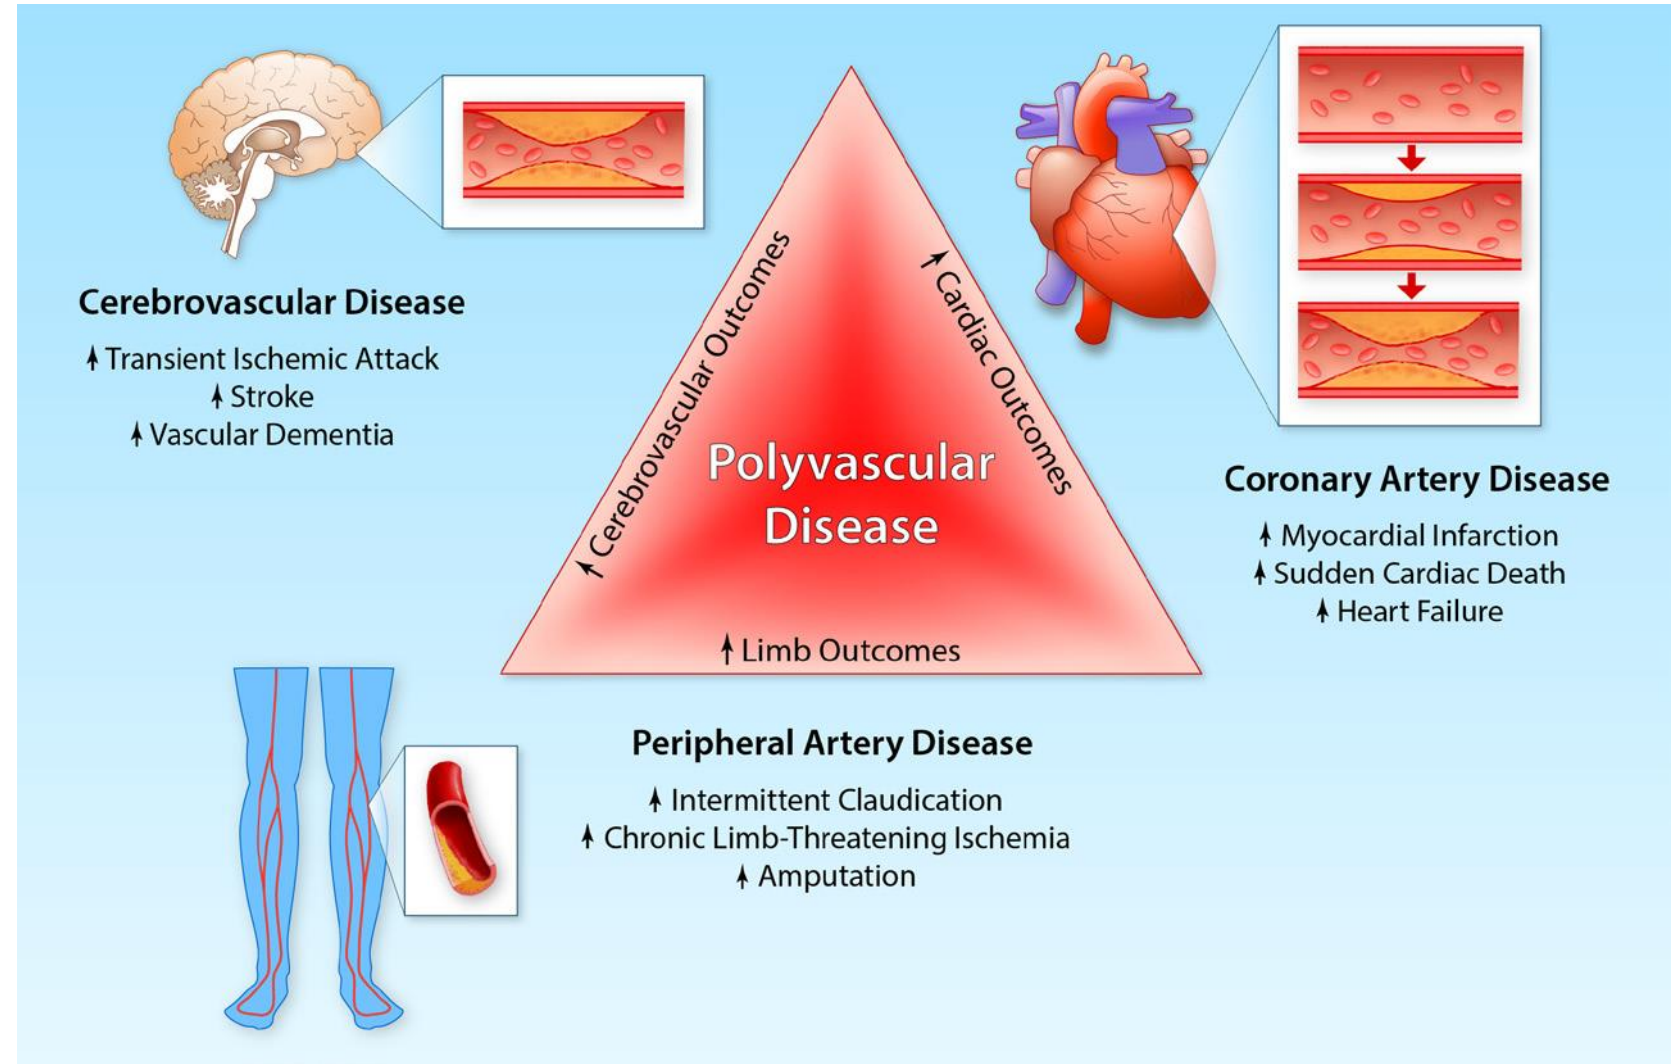 Cerebrovascular Disease
↑ Transient Ischemic Attack
↑ Stroke
↑ Vascular Dementia
↑ Cerebrovascular Outcomes
↑ Cardiac Outcomes
Polyvascular
Disease
↑ Limb Outcomes
Coronary Artery Disease
↑ Myocardial Infarction
↑ Sudden Cardiac Death
↑ Heart Failure
Peripheral Artery Disease
↑ Intermittent Claudication
↑ Chronic Limb-Threatening Ischemia
↑ Amputation